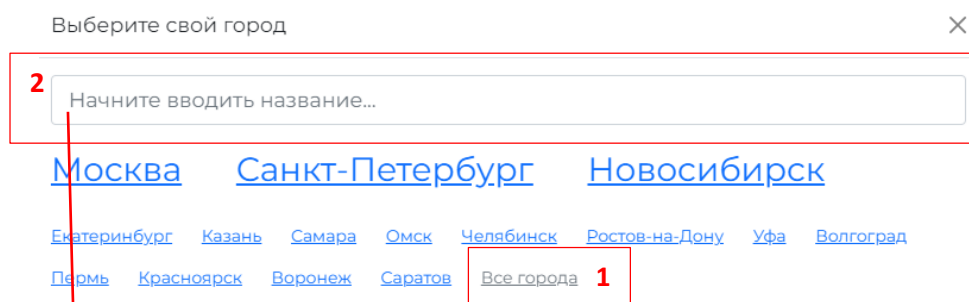 Выберите свой город
2
Начните вводить название...
Москва Санкт-Петербург Новосибирск
Екатеринбург Казань Самара Омск Челябинск Ростов-на-Дону Уфа Волгоград
Пермь Красноярск Воронеж Саратов Все города 1